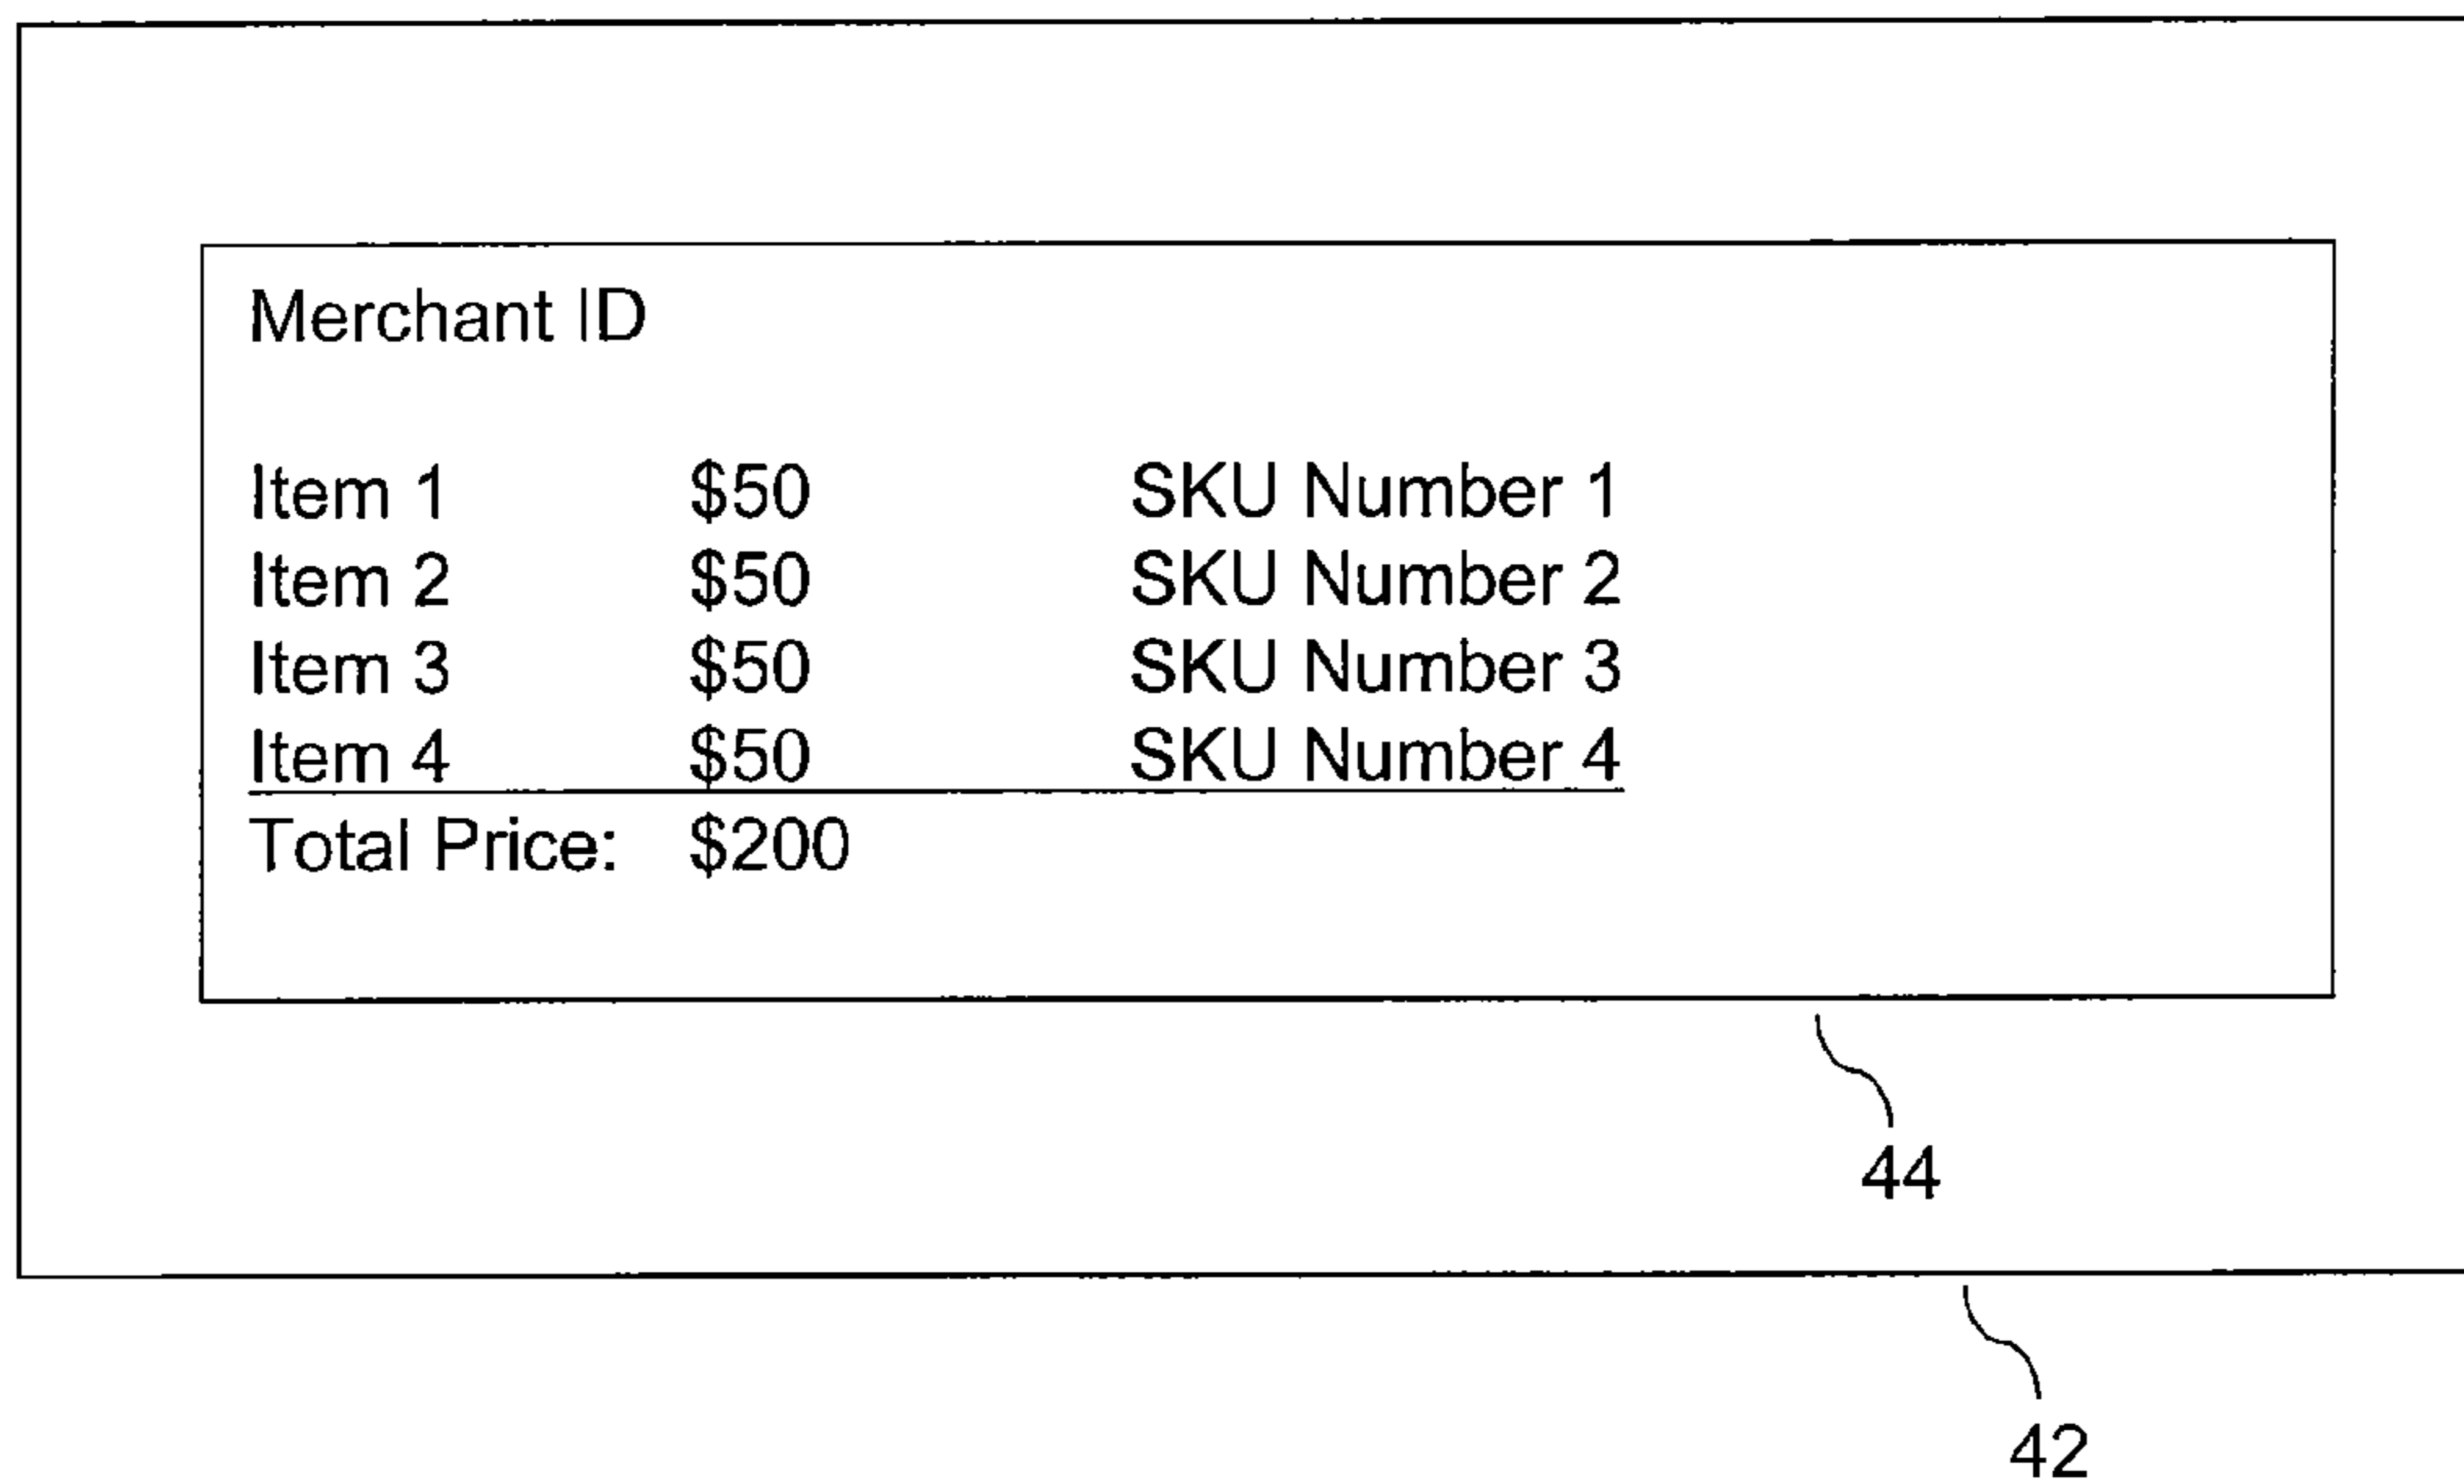 Merchant ID
Item 1 $50 SKU Number 1
Item 2 $50 SKU Number 2
Item 3 $50 SKU Number 3
Item 4 $50 SKU Number 4
Total Price: $200
44
42